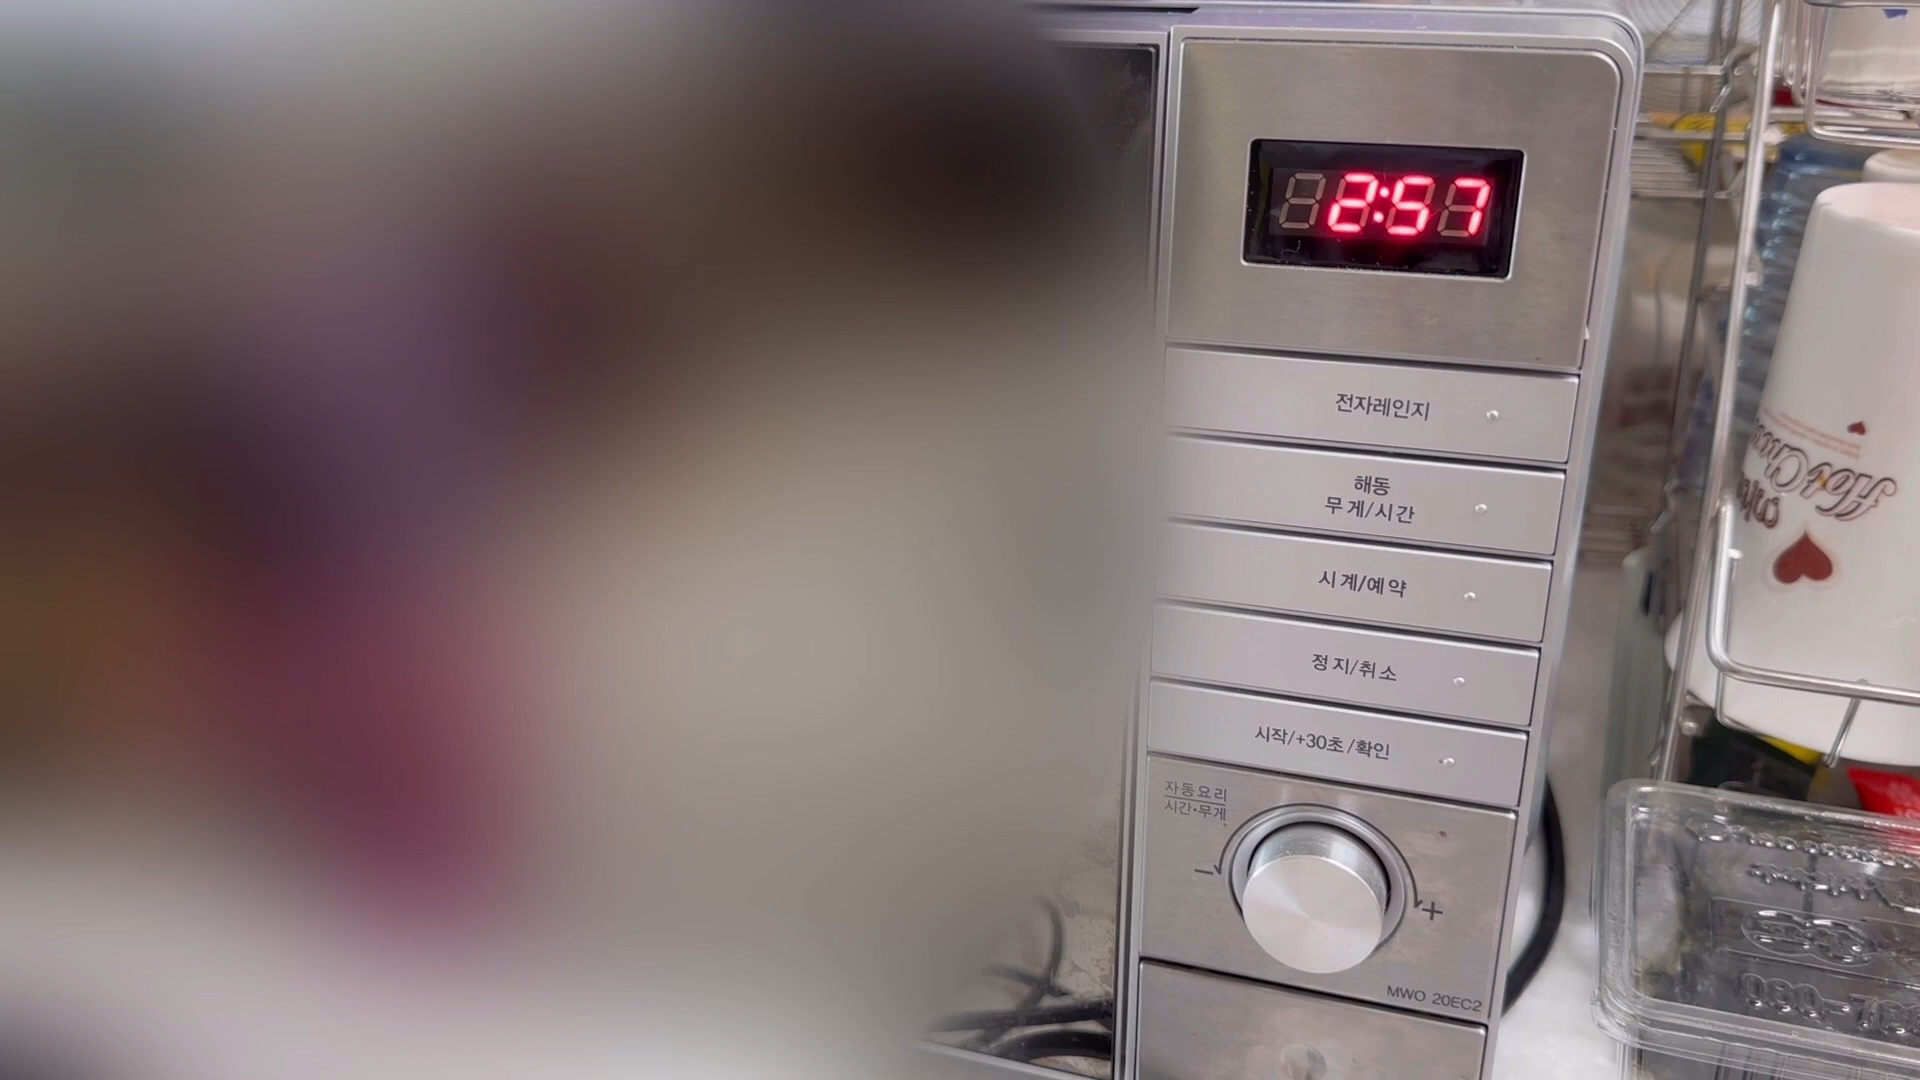 2:57
전자레인지
해동
무게/시간
시계/예약
정지/취소
시작/+30초/확인
자동요리
시간·무게
− +
MWO 20EC2